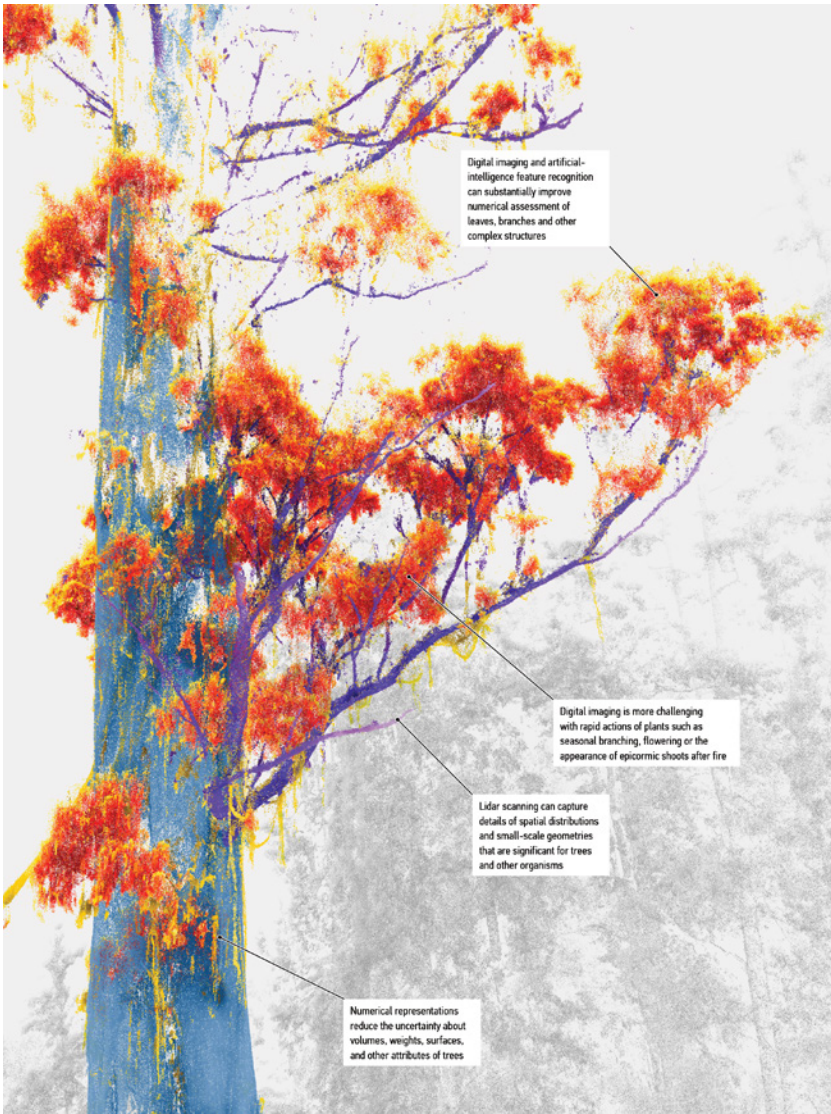 Digital imaging and artificial-
intelligence feature recognition
can substantially improve
numerical assessment of
leaves, branches and other
complex structures
Digital imaging is more challenging
with rapid actions of plants such as
seasonal branching, flowering or the
appearance of epicormic shoots after fire
Lidar scanning can capture
details of spatial distributions
and small-scale geometries
that are significant for trees
and other organisms
Numerical representations
reduce the uncertainty about
volumes, weights, surfaces,
and other attributes of trees